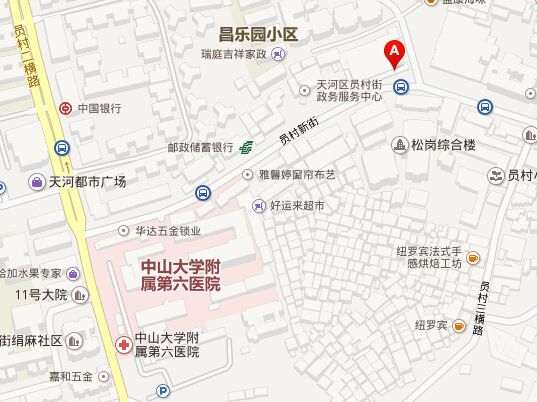 益康海味
昌乐园小区
瑞庭吉祥家政
A
天河区员村街
政务服务中心
员村二横路
中国银行
邮政储蓄银行
员村新街
松岗综合楼
天河都市广场
雅馨婷窗帘布艺
员村小
好运来超市
华达五金锁业
中山大学附
属第六医院
纽罗宾法式手
感烘焙工坊
哈加水果专家
11号大院
员村二横路
纽罗宾
街绢麻社区
中山大学附
属第六医院
嘉和五金
P
P